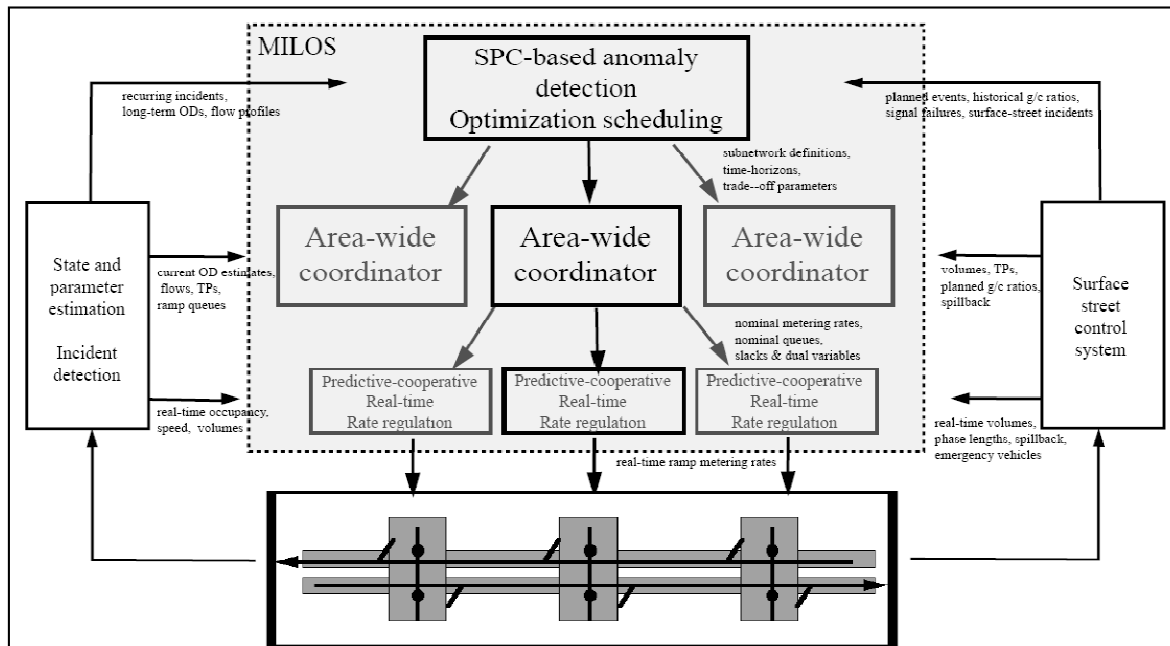 MILOS
SPC-based anomaly
detection
Optimization scheduling
recurring incidents,
long-term ODs, flow profiles
planned events, historical g/c ratios,
signal failures, surface-street incidents
subnetwork definitions,
time-horizons,
trade--off parameters
Area-wide
coordinator
Area-wide
coordinator
Area-wide
coordinator
State and
parameter
estimation
Incident
detection
current OD estimates,
flows, TPs,
ramp queues
volumes, TPs,
planned g/c ratios,
spillback
Surface
street
control
system
nominal metering rates,
nominal queues,
slacks & dual variables
Predictive-cooperative
Real-time
Rate regulation
Predictive-cooperative
Real-time
Rate regulation
Predictive-cooperative
Real-time
Rate regulation
real-time occupancy,
speed, volumes
real-time volumes,
phase lengths, spillback,
emergency vehicles
real-time ramp metering rates